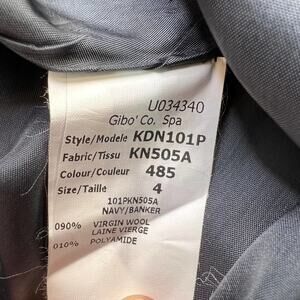 U034340
Gibo' Co. Spa
Style/Modele KDN101P
Fabric/Tissu KN505A
Colour/Couleur 485
Size/Taille 4
101PKN505A
NAVY/BANKER
090% VIRGIN WOOL
LAINE VIERGE
010% POLYAMIDE